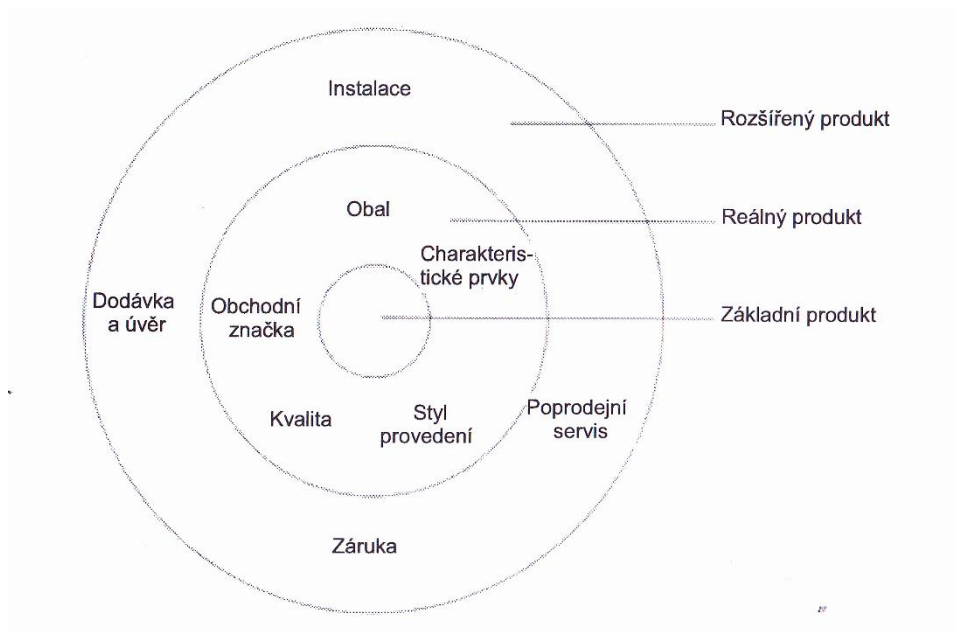 Instalace
Rozšířený produkt
Obal
Reálný produkt
Charakteris-
tické prvky
Dodávka
a úvěr
Obchodní
značka
Základní produkt
Kvalita
Styl
provedení
Poprodejní
servis
Záruka